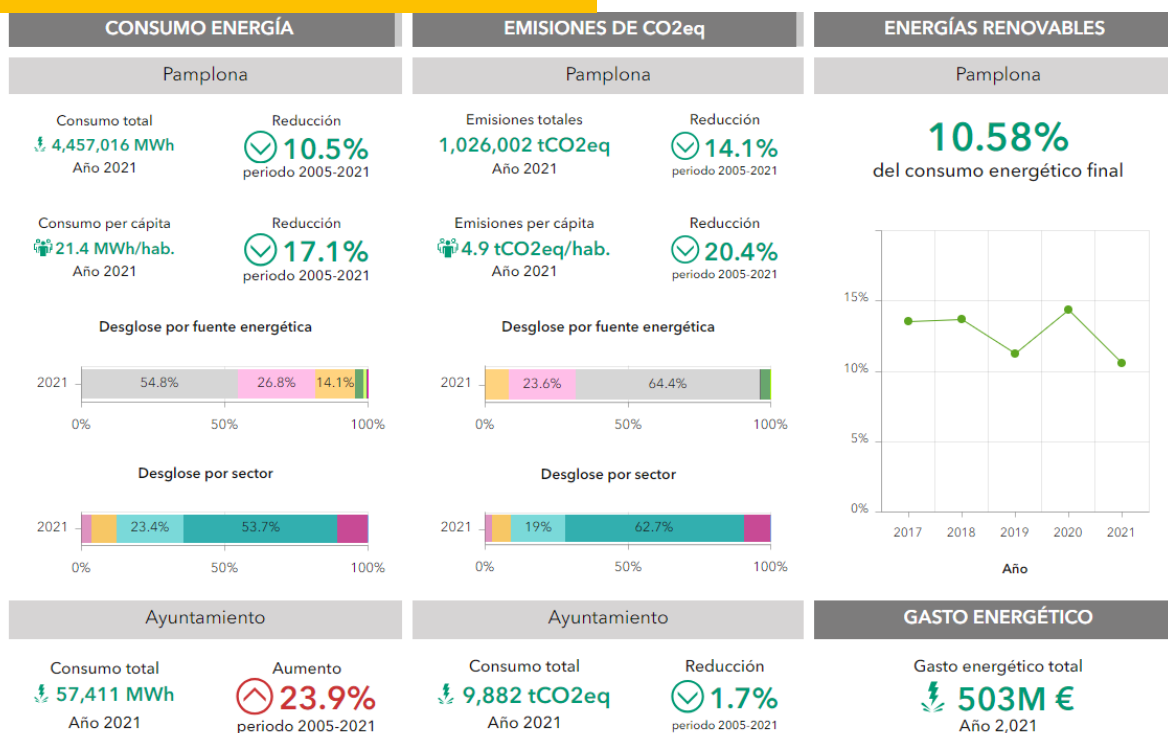 CONSUMO ENERGÍA
Pamplona
Consumo total
4,457,016 MWh
Año 2021
Reducción
10.5%
periodo 2005-2021
Consumo per cápita
21.4 MWh/hab.
Año 2021
Reducción
17.1%
periodo 2005-2021
Desglose por fuente energética
2021
54.8%
26.8%
14.1%
0%
50%
100%
Desglose por sector
2021
23.4%
53.7%
0%
50%
100%
Ayuntamiento
Consumo total
57,411 MWh
Año 2021
Aumento
23.9%
periodo 2005-2021
EMISIONES DE CO2eq
Pamplona
Emisiones totales
1,026,002 tCO2eq
Año 2021
Reducción
14.1%
periodo 2005-2021
Emisiones per cápita
4.9 tCO2eq/hab.
Año 2021
Reducción
20.4%
periodo 2005-2021
Desglose por fuente energética
2021
23.6%
64.4%
0%
50%
100%
Desglose por sector
2021
19%
62.7%
0%
50%
100%
Ayuntamiento
Consumo total
9,882 tCO2eq
Año 2021
Reducción
1.7%
periodo 2005-2021
ENERGÍAS RENOVABLES
Pamplona
10.58%
del consumo energético final
15%
10%
5%
0%
2017
2018
2019
2020
2021
Año
GASTO ENERGÉTICO
Gasto energético total
503M €
Año 2,021